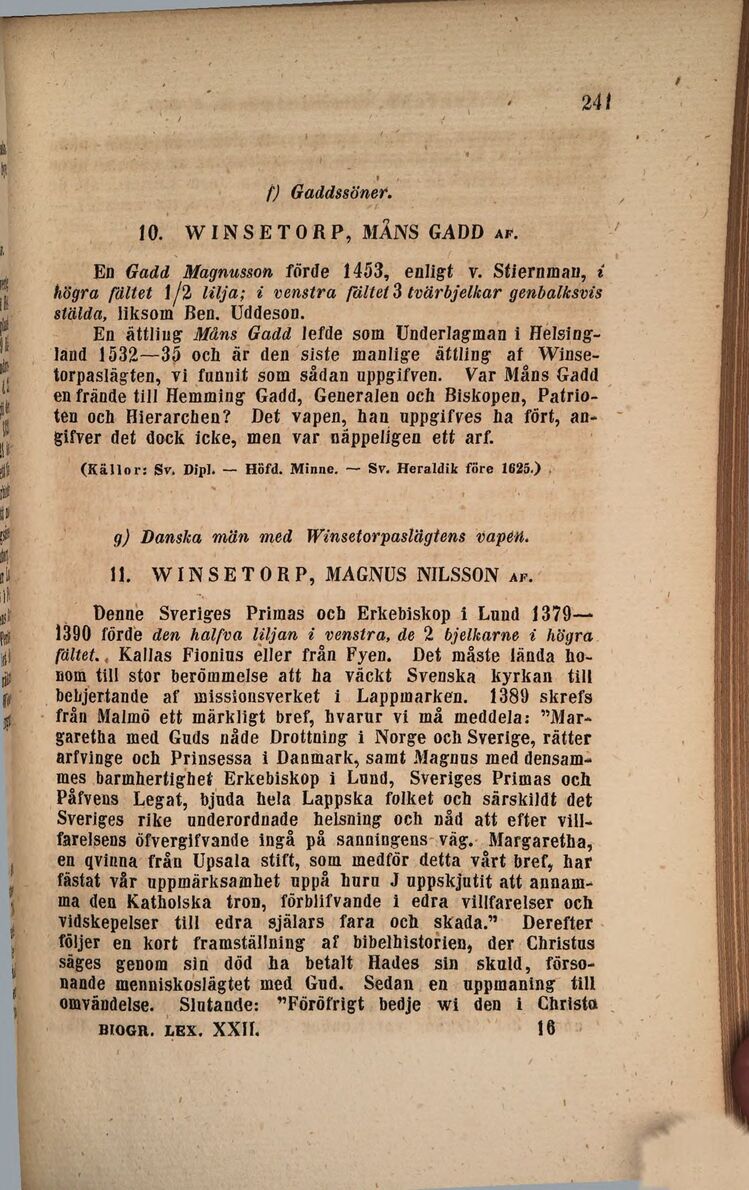 241
f) Gaddssöner.
10. WINSETORP, MÅNS GADD AF.
En Gadd Magnusson förde 1453, enligt v. Stiernman, i
högra fältet 1/2 lilja; i venstra fältet 3 tvärbjelkar genbalksvis
stälda, liksom Ben. Uddeson.
En ättling Måns Gadd lefde som Underlagman i Helsing-
land 1532—35 och är den siste manlige ättling af Winse-
torpaslägten, vi funnit som sådan uppgifven. Var Måns Gadd
en frände till Hemming Gadd, Generalen och Biskopen, Patrio-
ten och Hierarchen? Det vapen, han uppgifves ha fört, an-
gifver det dock icke, men var näppeligen ett arf.
(Källor: Sv. Dipl. — Höfd. Minne. — Sv. Heraldik före 1625.)
g) Danska män med Winsetorpaslägtens vapen.
11. WINSETORP, MAGNUS NILSSON AF.
Denne Sveriges Primas och Erkebiskop i Lund 1379—
1390 förde den halfva liljan i venstra, de 2 bjelkarne i högra
fältet. Kallas Fionius eller från Fyen. Det måste lända ho-
nom till stor berömmelse att ha väckt Svenska kyrkan till
behjertande af missionsverket i Lappmarken. 1389 skrefs
från Malmö ett märkligt bref, hvarur vi må meddela: "Mar-
garetha med Guds nåde Drottning i Norge och Sverige, rätter
arfvinge och Prinsessa i Danmark, samt Magnus med densam-
mes barmhertighet Erkebiskop i Lund, Sveriges Primas och
Påfvens Legat, bjuda hela Lappska folket och särskildt det
Sveriges rike underordnade helsning och nåd att efter vill-
farelsens öfvergifvande ingå på sanningens väg. Margaretha,
en qvinna från Upsala stift, som medför detta vårt bref, har
fästat vår uppmärksamhet uppå huru J uppskjutit att annam-
ma den Katholska tron, förblifvande i edra villfarelser och
vidskepelser till edra själars fara och skada." Derefter
följer en kort framställning af bibelhistorien, der Christus
säges genom sin död ha betalt Hades sin skuld, förso-
nande menniskoslägtet med Gud. Sedan en uppmaning till
omvändelse. Slutande: "Föröfrigt bedje wi den i Christo
BIOGR. LEX. XXII. 16